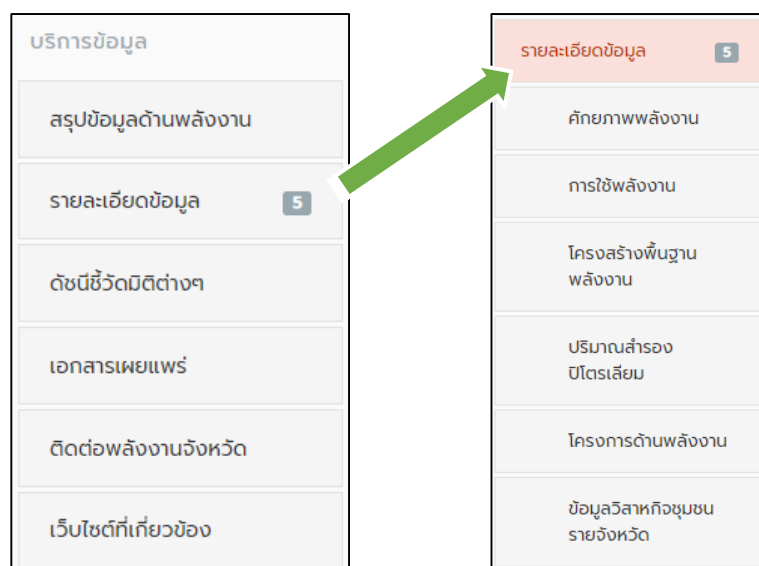 บริการข้อมูล
สรุปข้อมูลด้านพลังงาน
รายละเอียดข้อมูล 5
ดัชนีชี้วัดมิติต่างๆ
เอกสารเผยแพร่
ติดต่อพลังงานจังหวัด
เว็บไซต์ที่เกี่ยวข้อง
รายละเอียดข้อมูล 5
ศักยภาพพลังงาน
การใช้พลังงาน
โครงสร้างพื้นฐาน
พลังงาน
ปริมาณสำรอง
ปิโตรเลียม
โครงการด้านพลังงาน
ข้อมูลวิสาหกิจชุมชน
รายจังหวัด